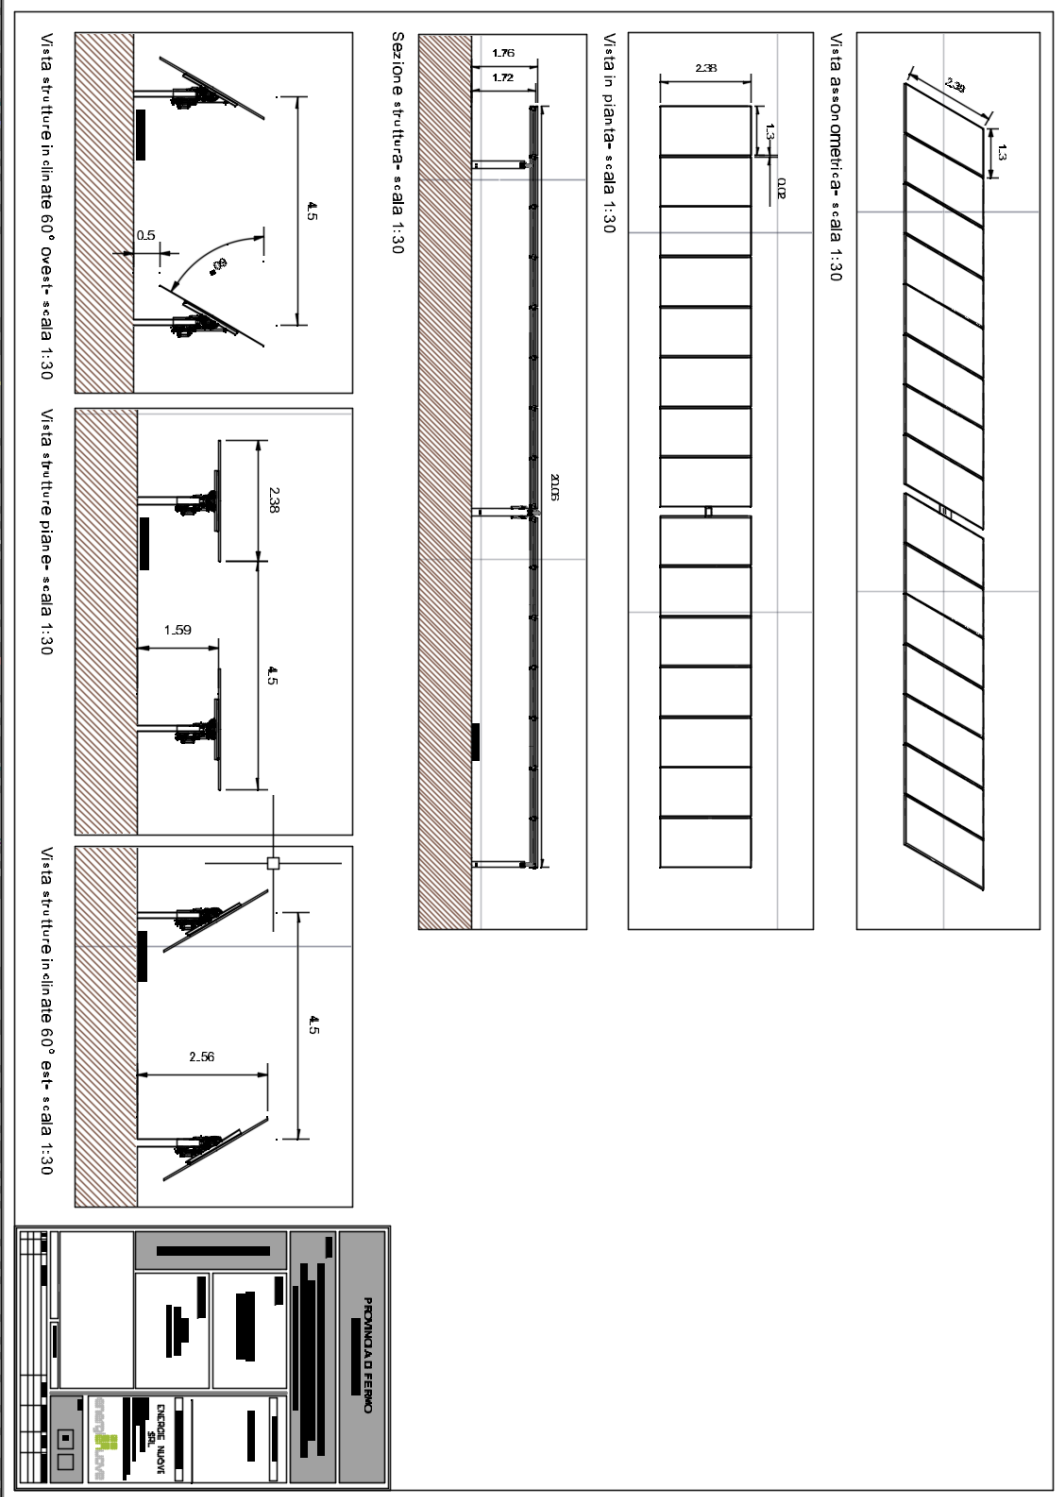 Vista assonometrica- scala 1:30
2.38
1.3
Vista in pianta- scala 1:30
2.38
1.3
0.02
Sezione struttura- scala 1:30
1.76
1.72
20.06
Vista strutture inclinate 60° Ovest- scala 1:30
4.5
0.5
60°
Vista strutture piane- scala 1:30
2.38
4.5
1.59
Vista strutture inclinate 60° est- scala 1:30
4.5
2.56
PROVINCIA DI FERMO
ENERGIE NUOVE
SRL
energienuove